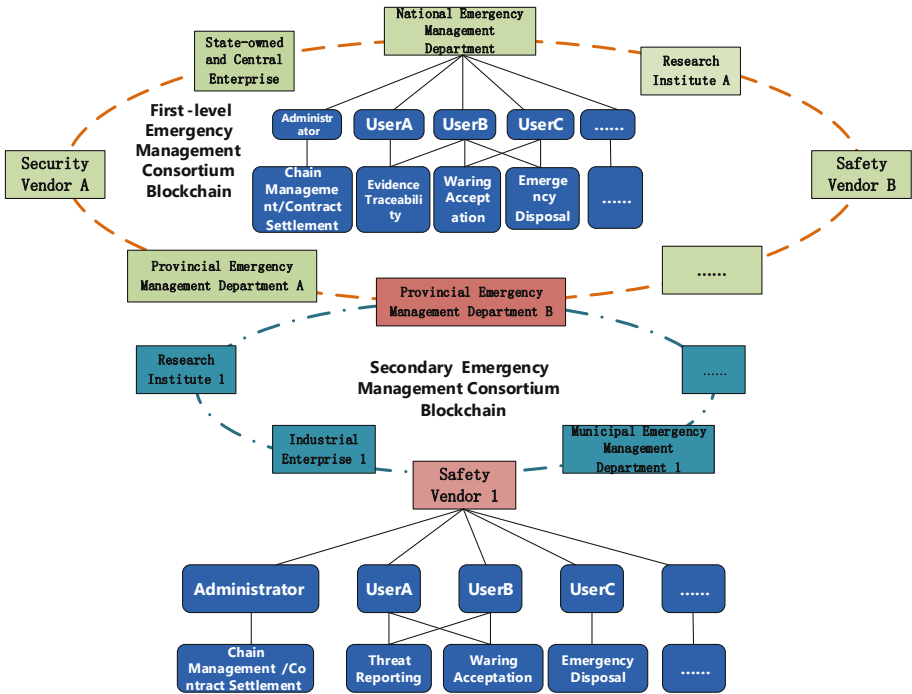 National Emergency
Management
Department
State-owned
and Central
Enterprise
Research
Institute A
First-level
Emergency
Management
Consortium
Blockchain
Administr
ator
UserA
UserB
UserC
......
Security
Vendor A
Safety
Vendor B
Chain
Manageme
nt/Contract
Settlement
Evidence
Traceabili
ty
Waring
Accept
ation
Emerge
ncy
Disposal
......
Provincial Emergency
Management Department A
......
Provincial Emergency
Management Department B
Research
Institute 1
Secondary Emergency
Management Consortium
Blockchain
......
Industrial
Enterprise 1
Municipal Emergency
Management
Department 1
Safety
Vendor 1
Administrator
UserA
UserB
UserC
......
Chain
Management /Co
ntract Settlement
Threat
Reporting
Waring
Acceptation
Emergency
Disposal
......